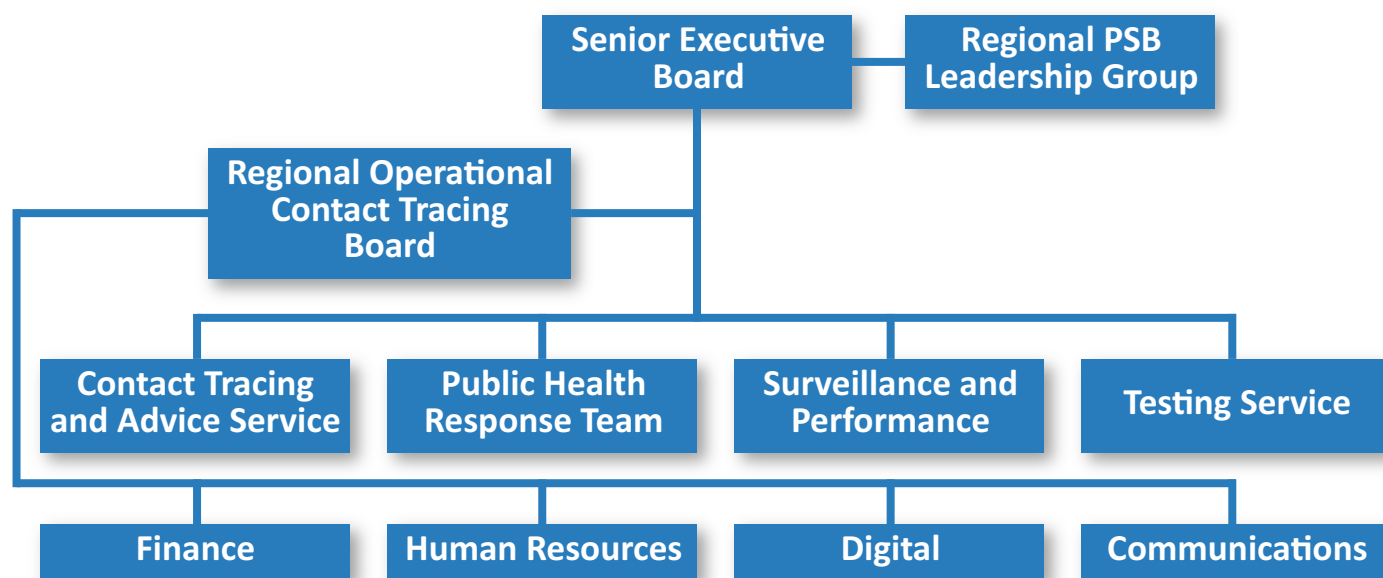 Senior Executive
Board
Regional PSB
Leadership Group
Regional Operational
Contact Tracing
Board
Contact Tracing
and Advice Service
Public Health
Response Team
Surveillance and
Performance
Testing Service
Finance
Human Resources
Digital
Communications